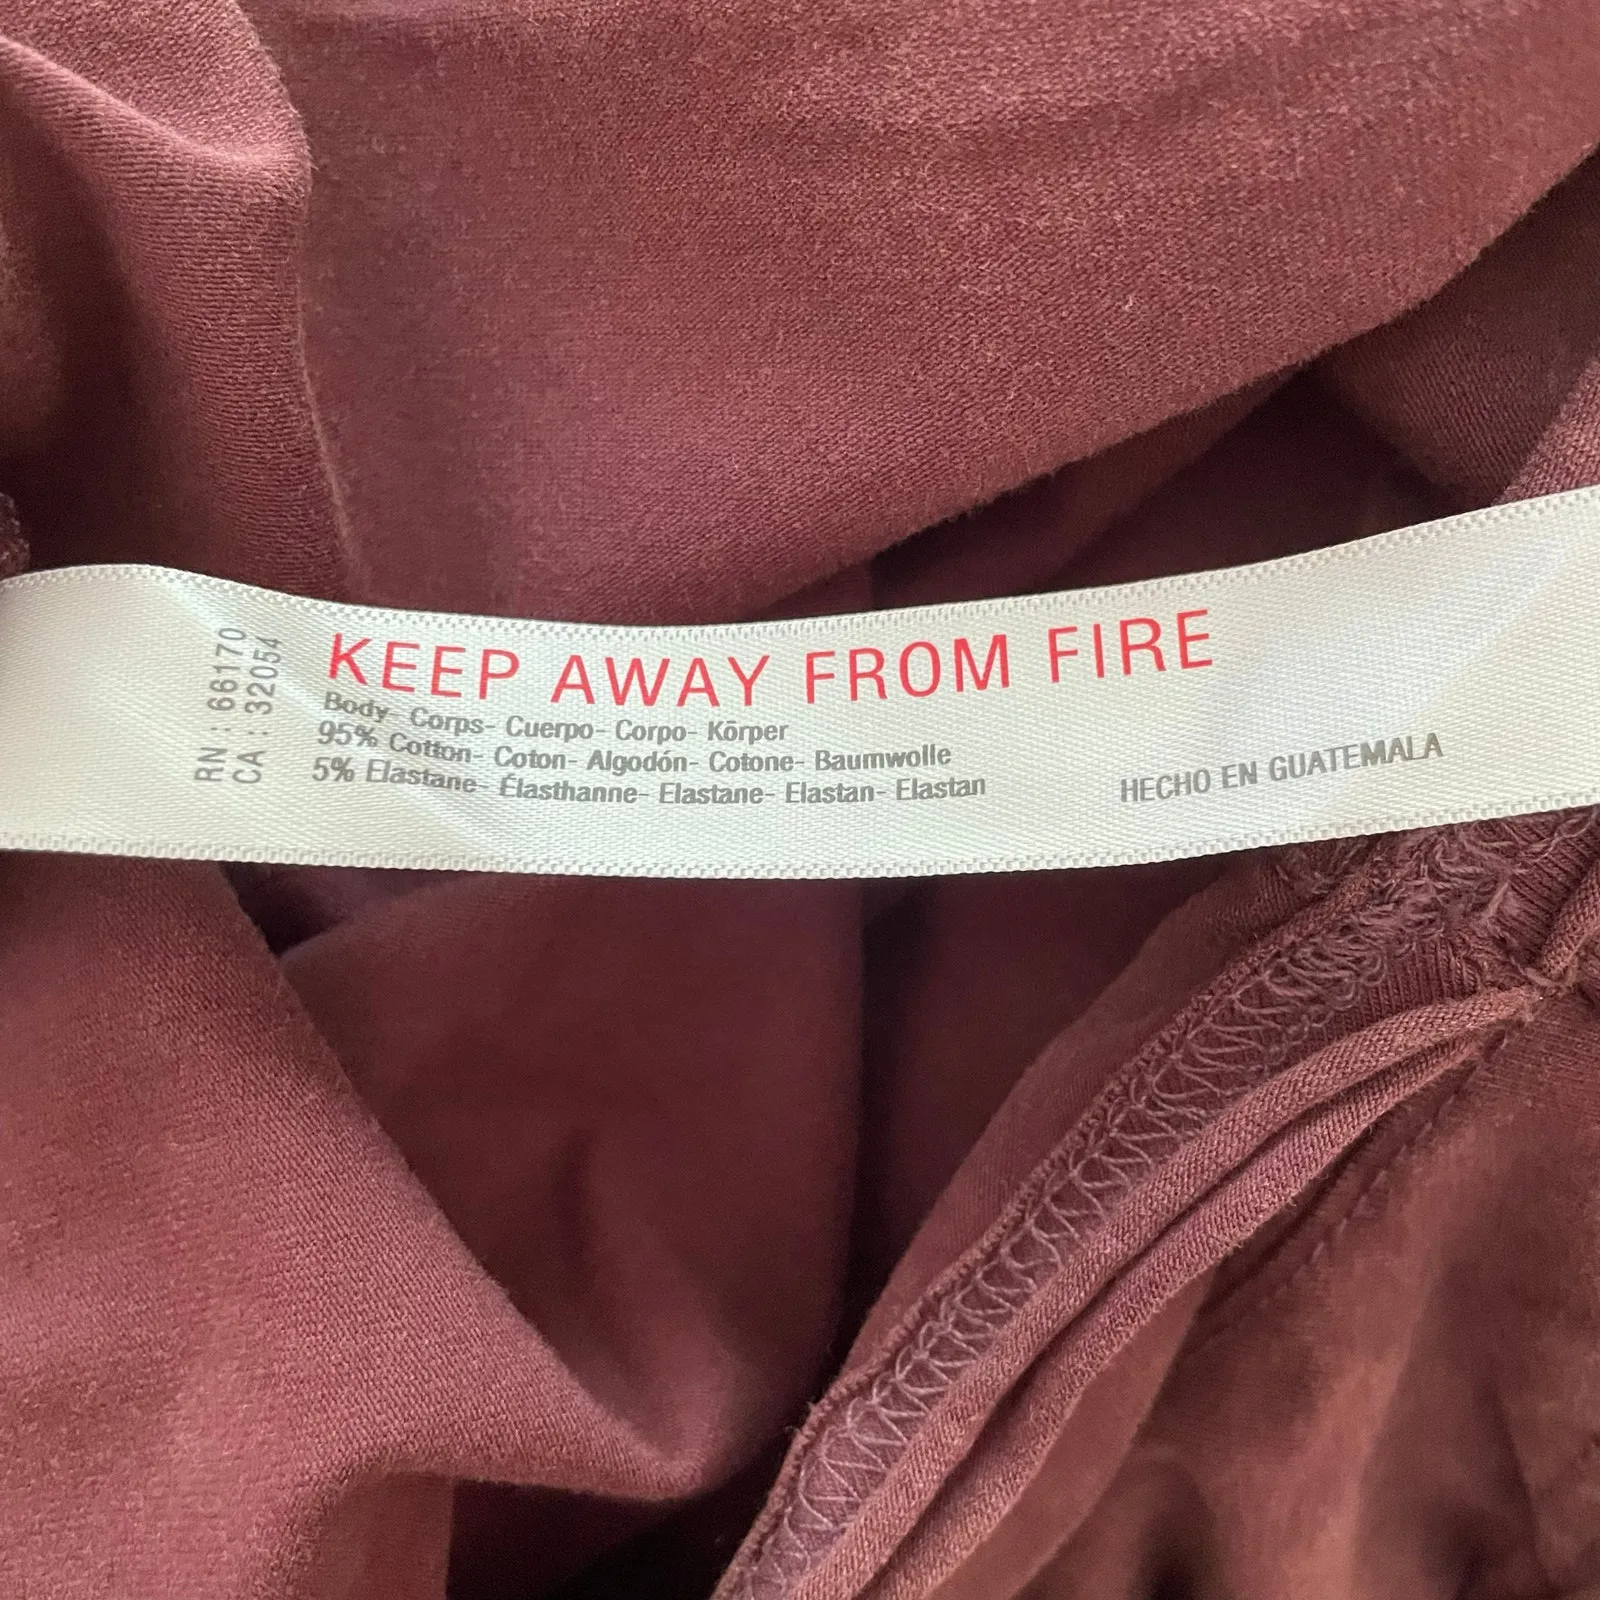 RN : 66170
CA : 32054
KEEP AWAY FROM FIRE
Body- Corps- Cuerpo- Corpo- Kõrper
95% Cotton- Coton- Algodón- Cotone- Baumwolle
5% Elastane- Élasthanne- Elastane- Elastan- Elastan
HECHO EN GUATEMALA